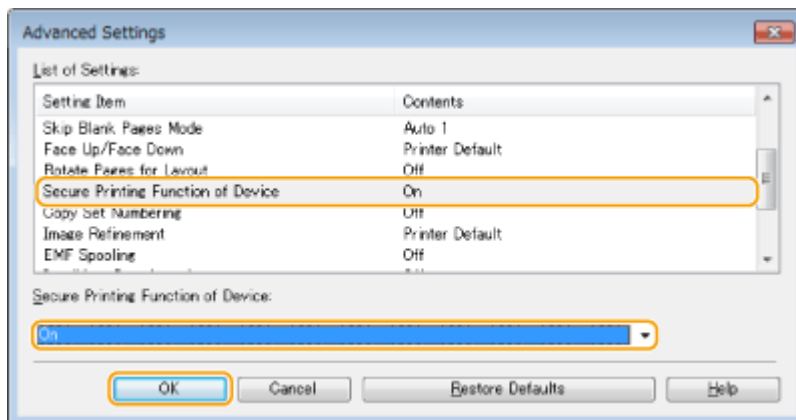 Advanced Settings
List of Settings:
Setting Item Contents
Skip Blank Pages Mode Auto 1
Face Up/Face Down Printer Default
Rotate Pages for Layout Off
Secure Printing Function of Device On
Copy Set Numbering Off
Image Refinement Printer Default
EMF Spooling Off
Secure Printing Function of Device:
On
OK Cancel Restore Defaults Help